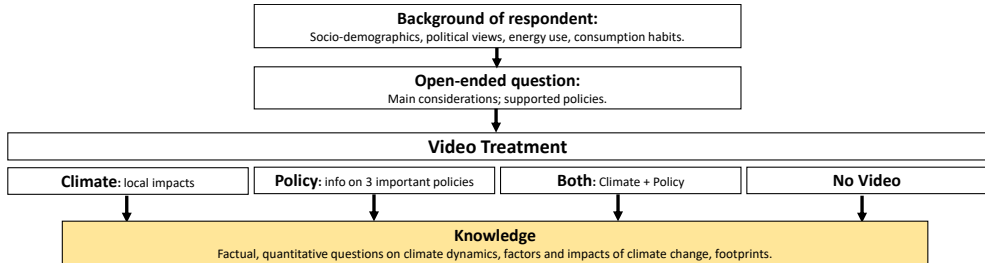 Background of respondent:
Socio-demographics, political views, energy use, consumption habits.
Open-ended question:
Main considerations; supported policies.
Video Treatment
Climate: local impacts
Policy: info on 3 important policies
Both: Climate + Policy
No Video
Knowledge
Factual, quantitative questions on climate dynamics, factors and impacts of climate change, footprints.